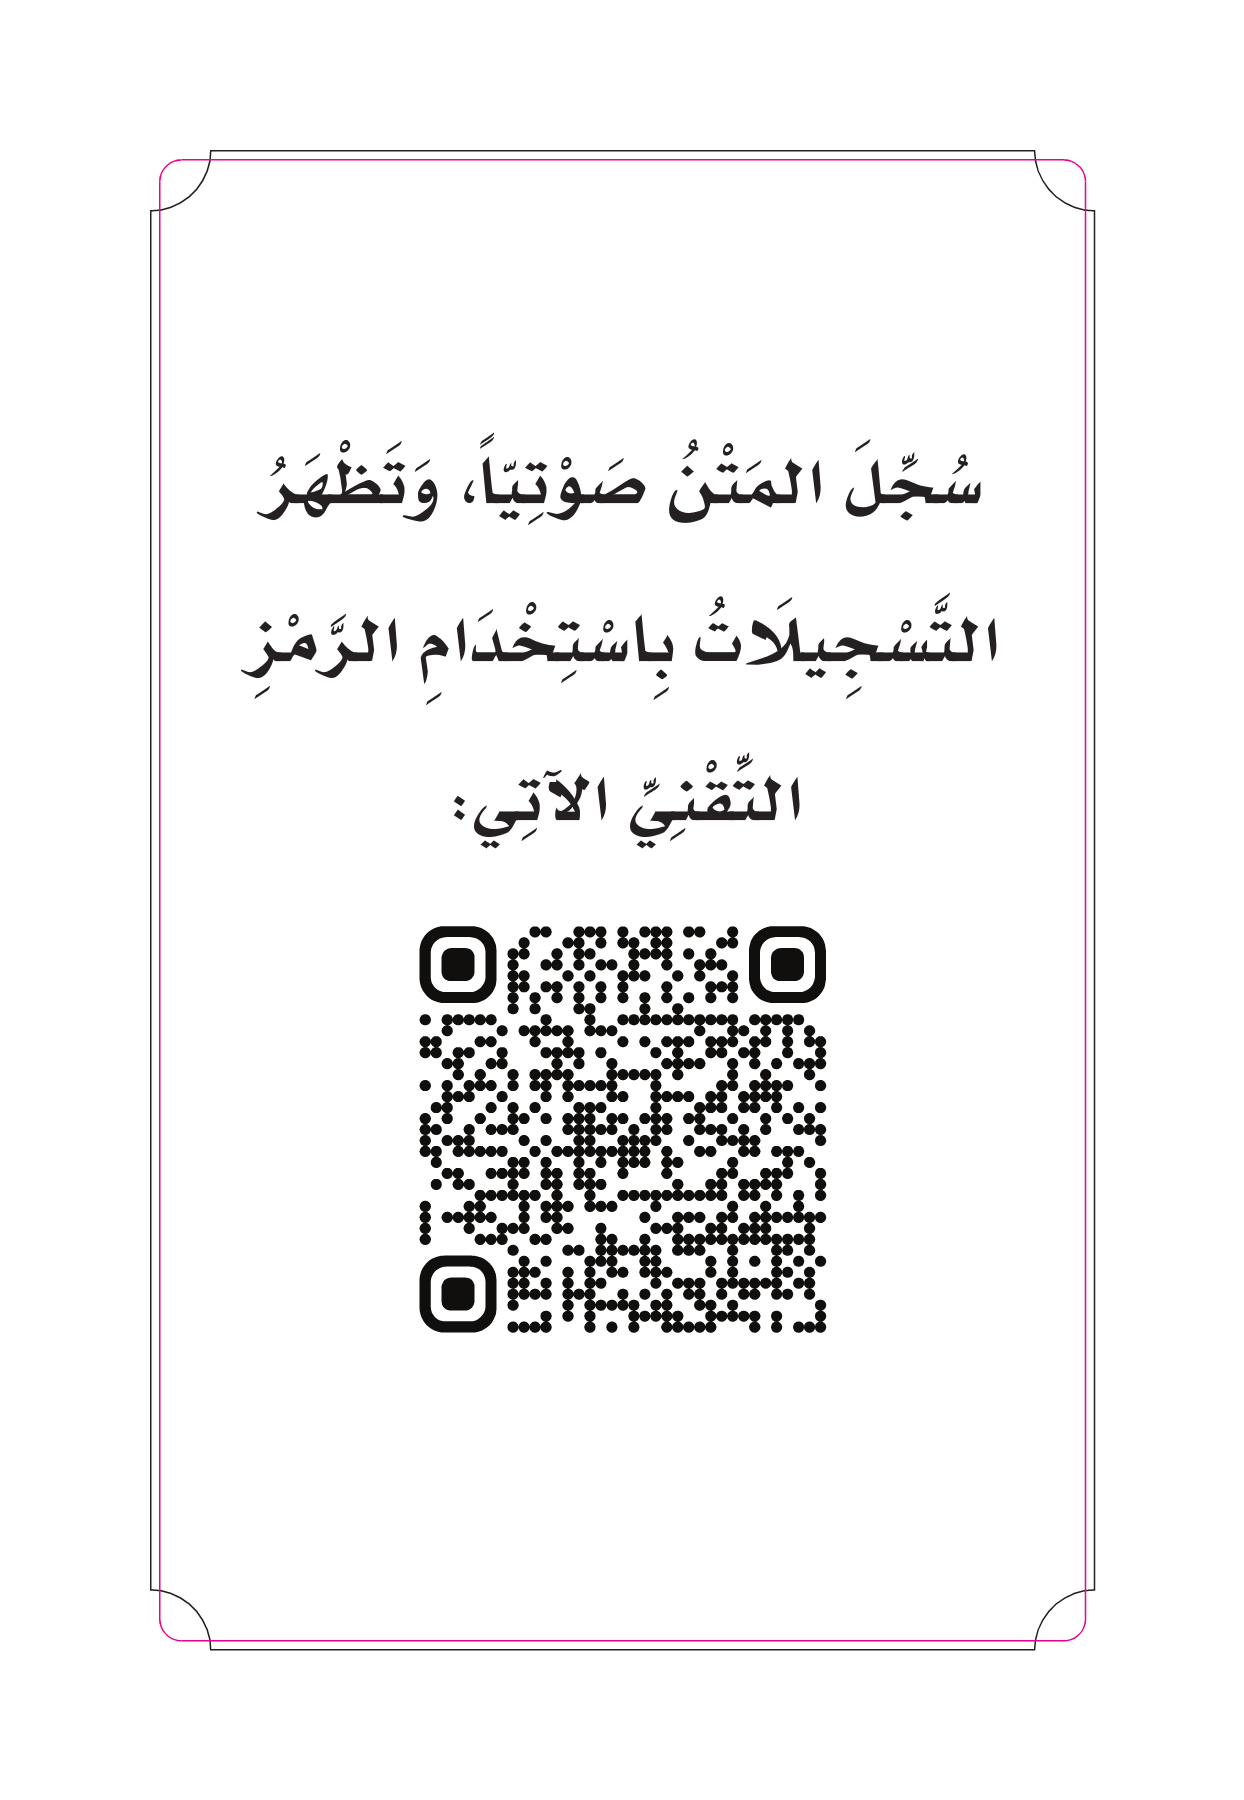 سُجِّلَ المَتْنُ صَوْتِيّاً، وَتَظْهَرُ
التَّسْجِيلَاتُ بِاسْتِخْدَامِ الرَّمْزِ
التِّقْنِيِّ الآتِي: